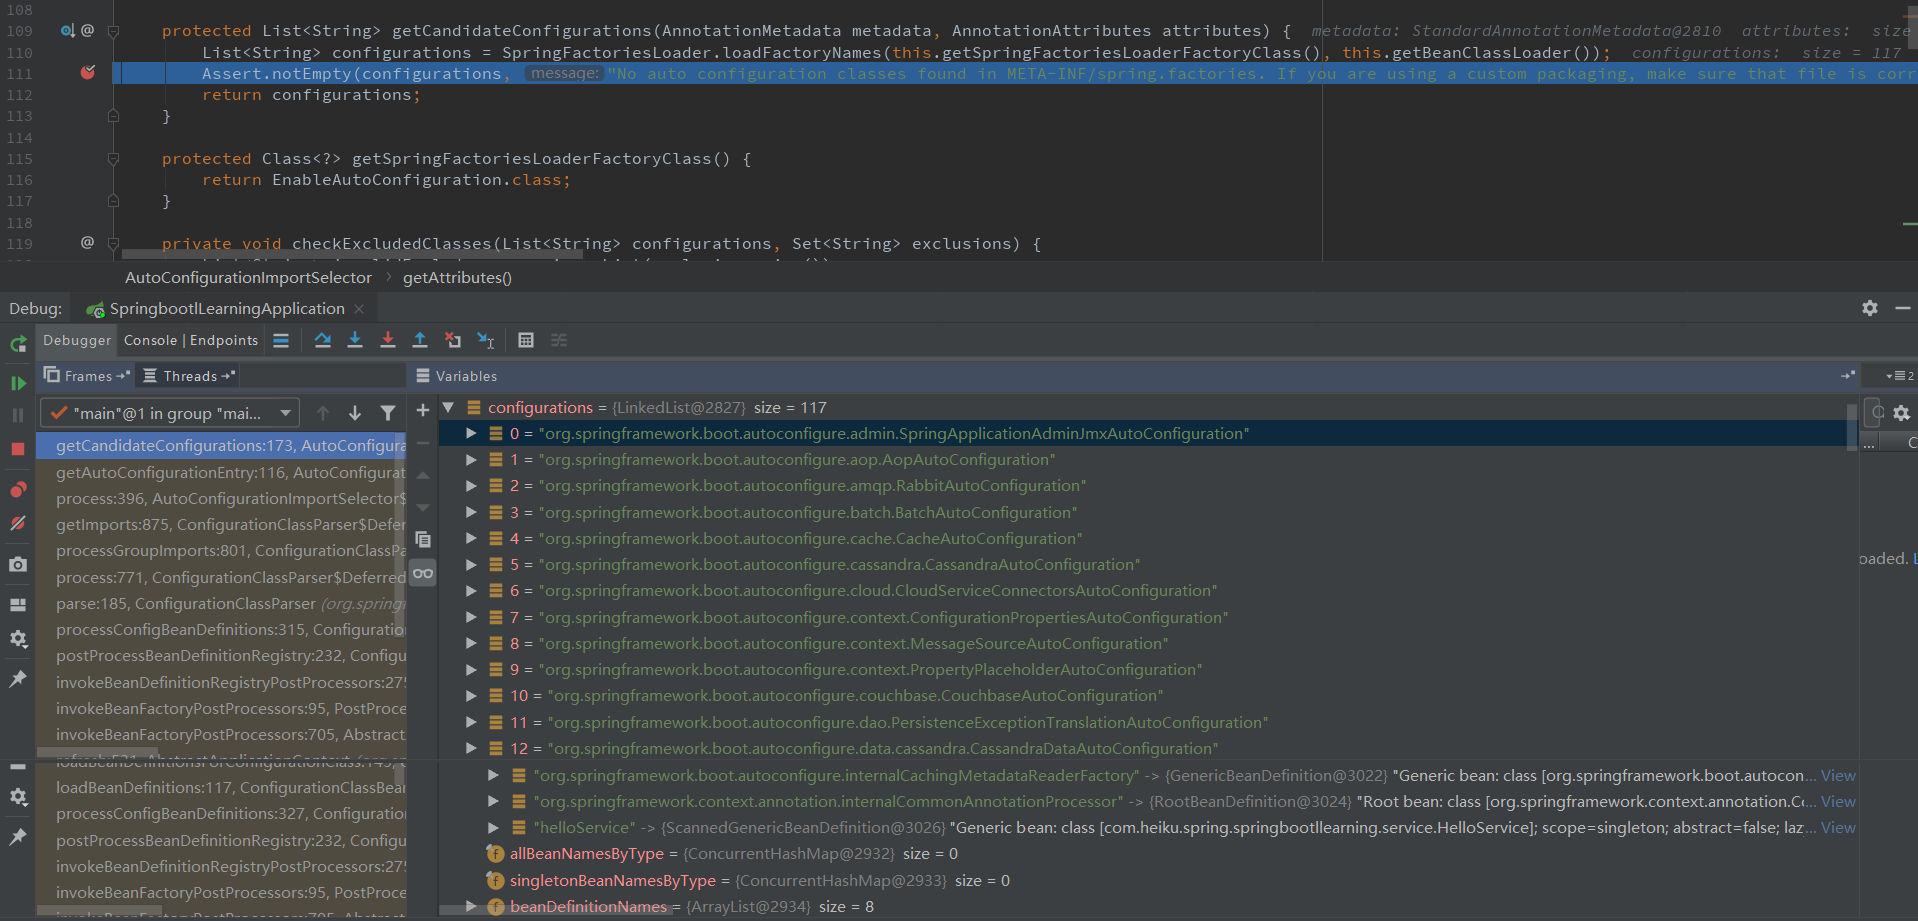 108
109 protected List<String> getCandidateConfigurations(AnnotationMetadata metadata, AnnotationAttributes attributes) { metadata: StandardAnnotationMetadata@2810 attributes: size
110 List<String> configurations = SpringFactoriesLoader.loadFactoryNames(this.getSpringFactoriesLoaderFactoryClass(), this.getBeanClassLoader()); configurations: size = 117
111 Assert.notEmpty(configurations, message: "No auto configuration classes found in META-INF/spring.factories. If you are using a custom packaging, make sure that file is corr
112 return configurations;
113 }
114
115 protected Class<?> getSpringFactoriesLoaderFactoryClass() {
116 return EnableAutoConfiguration.class;
117 }
118
119 private void checkExcludedClasses(List<String> configurations, Set<String> exclusions) {
AutoConfigurationImportSelector > getAttributes()
Debug: SpringbootlLearningApplication
Debugger Console | Endpoints
Frames Threads Variables 2
"main"@1 in group "mai...
getCandidateConfigurations:173, AutoConfigura
getAutoConfigurationEntry:116, AutoConfigurat
process:396, AutoConfigurationImportSelector$
getImports:875, ConfigurationClassParser$Defer
processGroupImports:801, ConfigurationClassPa
process:771, ConfigurationClassParser$Deferred
parse:185, ConfigurationClassParser (org.springf
processConfigBeanDefinitions:315, Configuratio
postProcessBeanDefinitionRegistry:232, Configu
invokeBeanDefinitionRegistryPostProcessors:275
invokeBeanFactoryPostProcessors:95, PostProce
invokeBeanFactoryPostProcessors:705, Abstract
loadBeanDefinitions:117, ConfigurationClassBea
processConfigBeanDefinitions:327, Configuratio
postProcessBeanDefinitionRegistry:232, Configu
invokeBeanDefinitionRegistryPostProcessors:275
invokeBeanFactoryPostProcessors:95, PostProce
configurations = {LinkedList@2827} size = 117
0 = "org.springframework.boot.autoconfigure.admin.SpringApplicationAdminJmxAutoConfiguration"
1 = "org.springframework.boot.autoconfigure.aop.AopAutoConfiguration"
2 = "org.springframework.boot.autoconfigure.amqp.RabbitAutoConfiguration"
3 = "org.springframework.boot.autoconfigure.batch.BatchAutoConfiguration"
4 = "org.springframework.boot.autoconfigure.cache.CacheAutoConfiguration"
5 = "org.springframework.boot.autoconfigure.cassandra.CassandraAutoConfiguration"
6 = "org.springframework.boot.autoconfigure.cloud.CloudServiceConnectorsAutoConfiguration"
7 = "org.springframework.boot.autoconfigure.context.ConfigurationPropertiesAutoConfiguration"
8 = "org.springframework.boot.autoconfigure.context.MessageSourceAutoConfiguration"
9 = "org.springframework.boot.autoconfigure.context.PropertyPlaceholderAutoConfiguration"
10 = "org.springframework.boot.autoconfigure.couchbase.CouchbaseAutoConfiguration"
11 = "org.springframework.boot.autoconfigure.dao.PersistenceExceptionTranslationAutoConfiguration"
12 = "org.springframework.boot.autoconfigure.data.cassandra.CassandraDataAutoConfiguration"
"org.springframework.boot.autoconfigure.internalCachingMetadataReaderFactory" -> {GenericBeanDefinition@3022} "Generic bean: class [org.springframework.boot.autocon... View
"org.springframework.context.annotation.internalCommonAnnotationProcessor" -> {RootBeanDefinition@3024} "Root bean: class [org.springframework.context.annotation.Co... View
"helloService" -> {ScannedGenericBeanDefinition@3026} "Generic bean: class [com.heiku.spring.springbootllearning.service.HelloService]; scope=singleton; abstract=false; laz... View
allBeanNamesByType = {ConcurrentHashMap@2932} size = 0
singletonBeanNamesByType = {ConcurrentHashMap@2933} size = 0
beanDefinitionNames = {ArrayList@2934} size = 8
oaded.